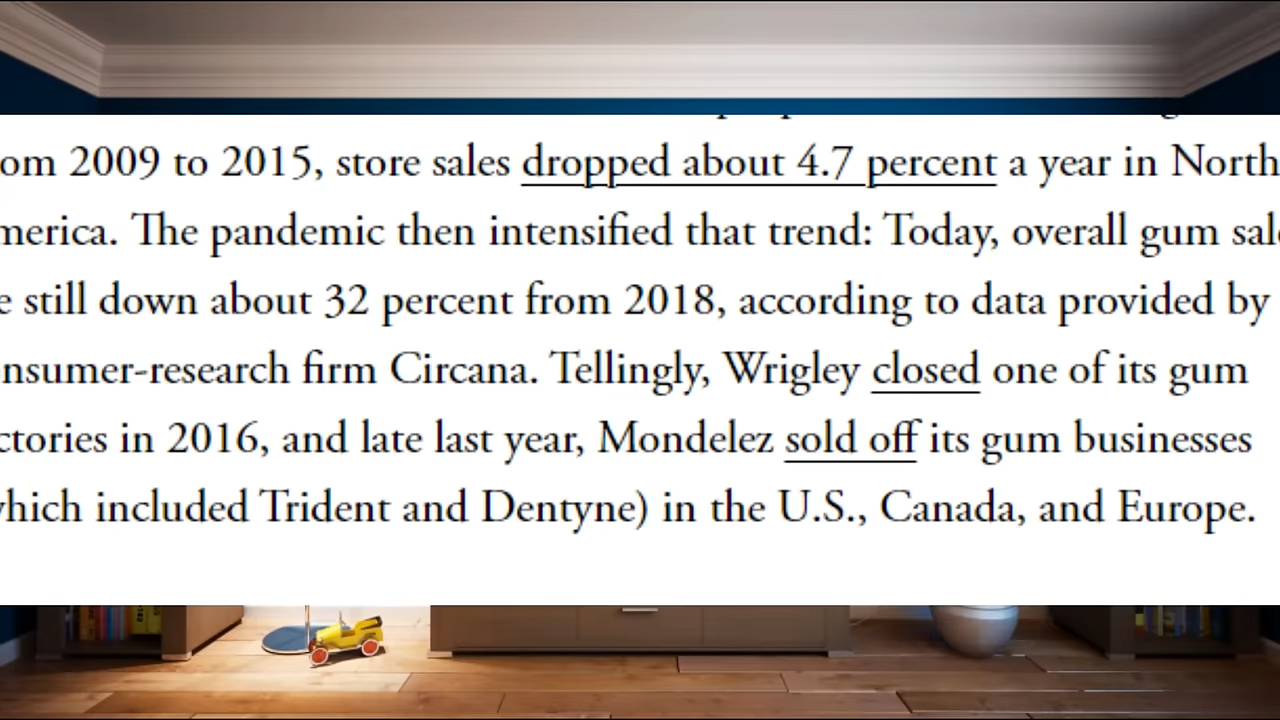 om 2009 to 2015, store sales dropped about 4.7 percent a year in North
merica. The pandemic then intensified that trend: Today, overall gum sale
e still down about 32 percent from 2018, according to data provided by
onsumer-research firm Circana. Tellingly, Wrigley closed one of its gum
ctories in 2016, and late last year, Mondelez sold off its gum businesses
which included Trident and Dentyne) in the U.S., Canada, and Europe.